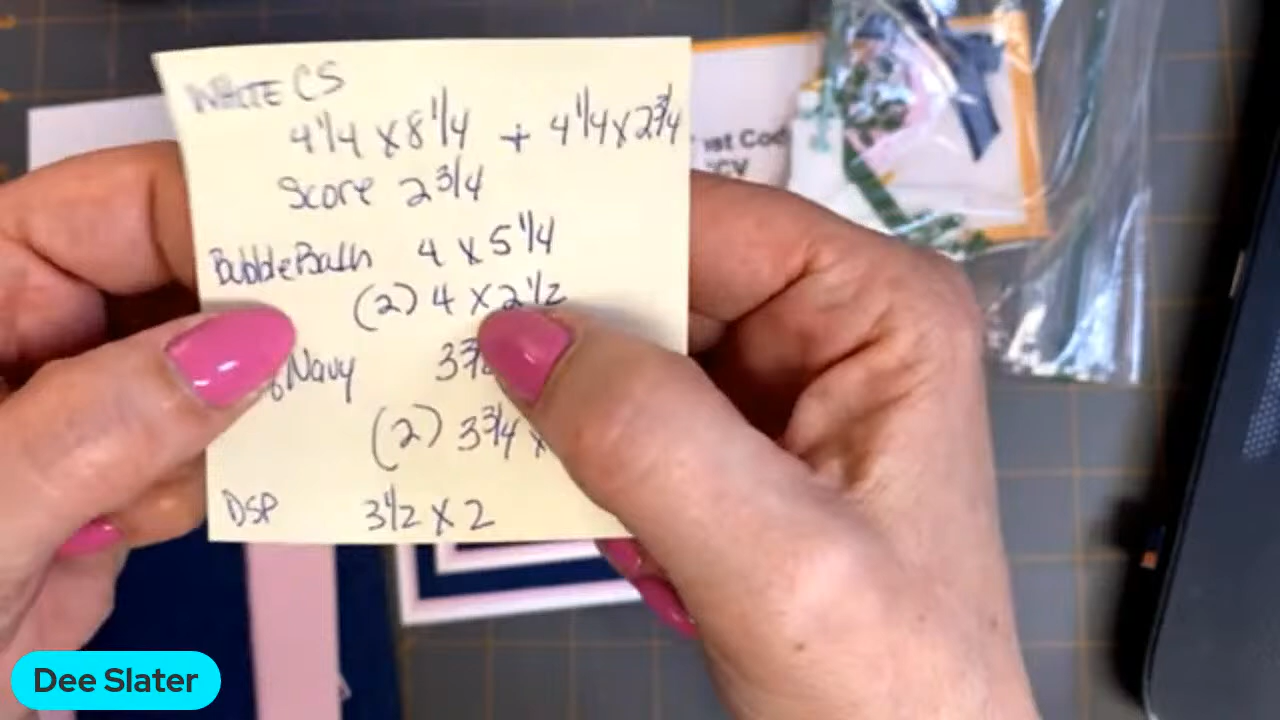 WHITE CS
4 1/4 x 8 1/4 + 4 1/4 x 2 3/4
Score 2 3/4
Bubble Bath 4 x 5 1/4
(2) 4 x 2 1/2
Navy
(2) 3 3/4 x
DSP 3 1/2 x 2
Dee Slater